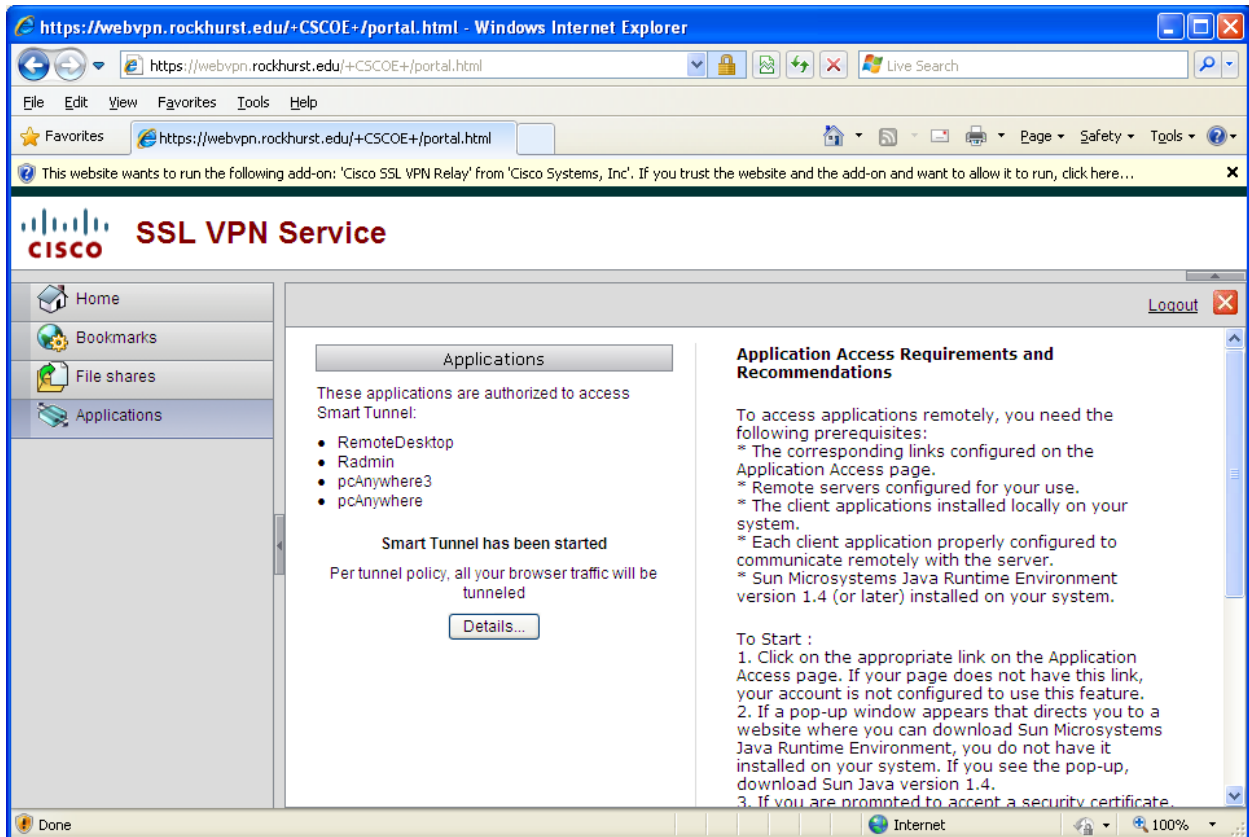 https://webvpn.rockhurst.edu/+CSCOE+/portal.html - Windows Internet Explorer
https://webvpn.rockhurst.edu/+CSCOE+/portal.html
Live Search
File Edit View Favorites Tools Help
Favorites
https://webvpn.rockhurst.edu/+CSCOE+/portal.html
Page
Safety
Tools
This website wants to run the following add-on: 'Cisco SSL VPN Relay' from 'Cisco Systems, Inc'. If you trust the website and the add-on and want to allow it to run, click here...
CISCO
SSL VPN Service
Home
Bookmarks
File shares
Applications
Logout
Applications
These applications are authorized to access
Smart Tunnel:
● RemoteDesktop
● Radmin
● pcAnywhere3
● pcAnywhere
Smart Tunnel has been started
Per tunnel policy, all your browser traffic will be
tunneled
Details...
Application Access Requirements and
Recommendations
To access applications remotely, you need the
following prerequisites:
* The corresponding links configured on the
Application Access page.
* Remote servers configured for your use.
* The client applications installed locally on your
system.
* Each client application properly configured to
communicate remotely with the server.
* Sun Microsystems Java Runtime Environment
version 1.4 (or later) installed on your system.
To Start :
1. Click on the appropriate link on the Application
Access page. If your page does not have this link,
your account is not configured to use this feature.
2. If a pop-up window appears that directs you to a
website where you can download Sun Microsystems
Java Runtime Environment, you do not have it
installed on your system. If you see the pop-up,
download Sun Java version 1.4.
3. If you are prompted to accept a security certificate,
Done
Internet
100%